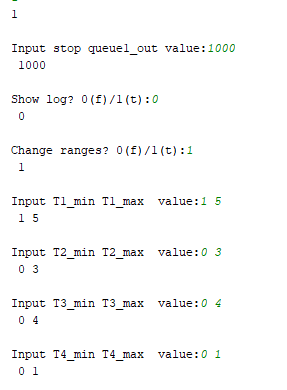 1
Input stop queue1_out value:1000
1000
Show log? 0(f)/1(t):0
0
Change ranges? 0(f)/1(t):1
1
Input T1_min T1_max  value:1 5
1 5
Input T2_min T2_max  value:0 3
0 3
Input T3_min T3_max  value:0 4
0 4
Input T4_min T4_max  value:0 1
0 1